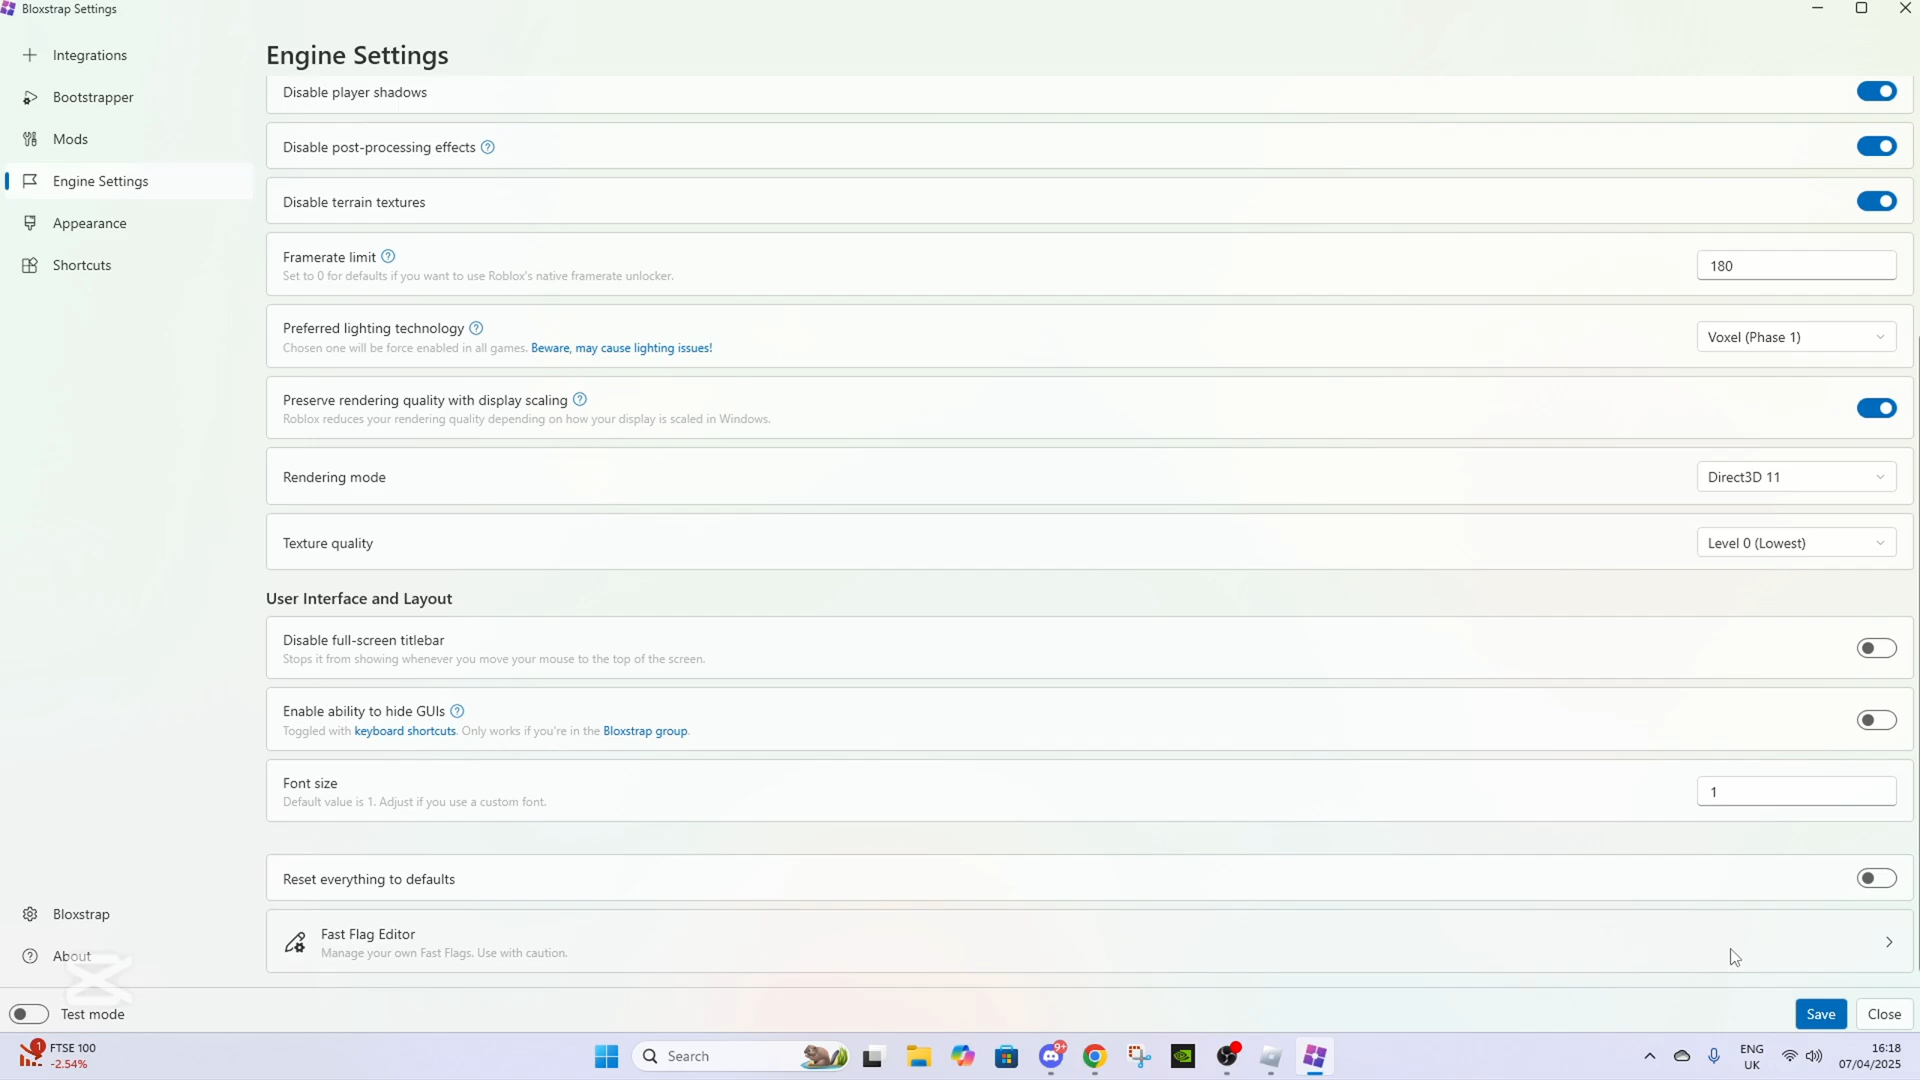 Bloxstrap Settings
Integrations
Bootstrapper
Mods
Engine Settings
Appearance
Shortcuts
Bloxstrap
About
Test mode
Engine Settings
Disable player shadows
Disable post-processing effects ?
Disable terrain textures
Framerate limit ?
Set to 0 for defaults if you want to use Roblox's native framerate unlocker.
180
Preferred lighting technology ?
Chosen one will be force enabled in all games. Beware, may cause lighting issues!
Voxel (Phase 1)
Preserve rendering quality with display scaling ?
Roblox reduces your rendering quality depending on how your display is scaled in Windows.
Rendering mode
Direct3D 11
Texture quality
Level 0 (Lowest)
User Interface and Layout
Disable full-screen titlebar
Stops it from showing whenever you move your mouse to the top of the screen.
Enable ability to hide GUIs ?
Toggled with keyboard shortcuts. Only works if you're in the Bloxstrap group.
Font size
Default value is 1. Adjust if you use a custom font.
1
Reset everything to defaults
Fast Flag Editor
Manage your own Fast Flags. Use with caution.
Save
Close
1
FTSE 100
-2.54%
Search
9+
ENG
UK
16:18
07/04/2025